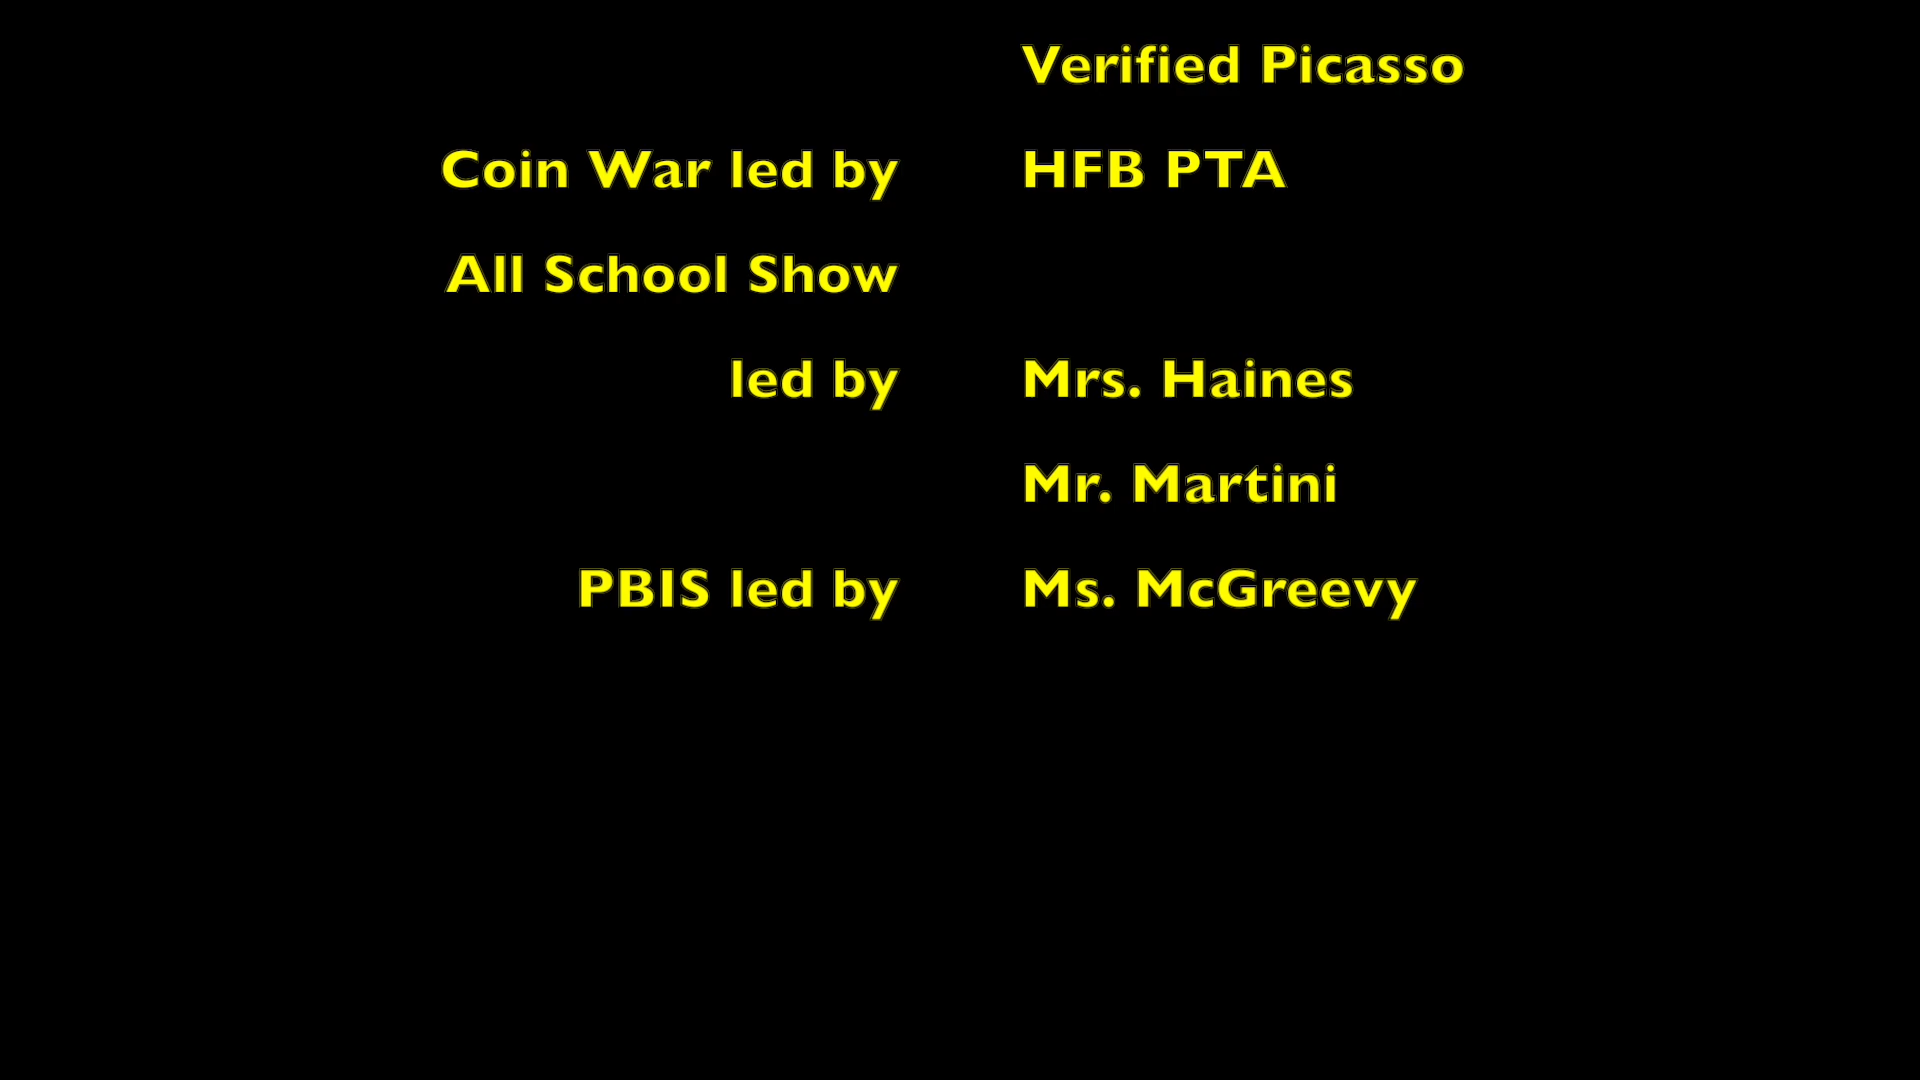 Verified Picasso
Coin War led by HFB PTA
All School Show
led by Mrs. Haines
Mr. Martini
PBIS led by Ms. McGreevy